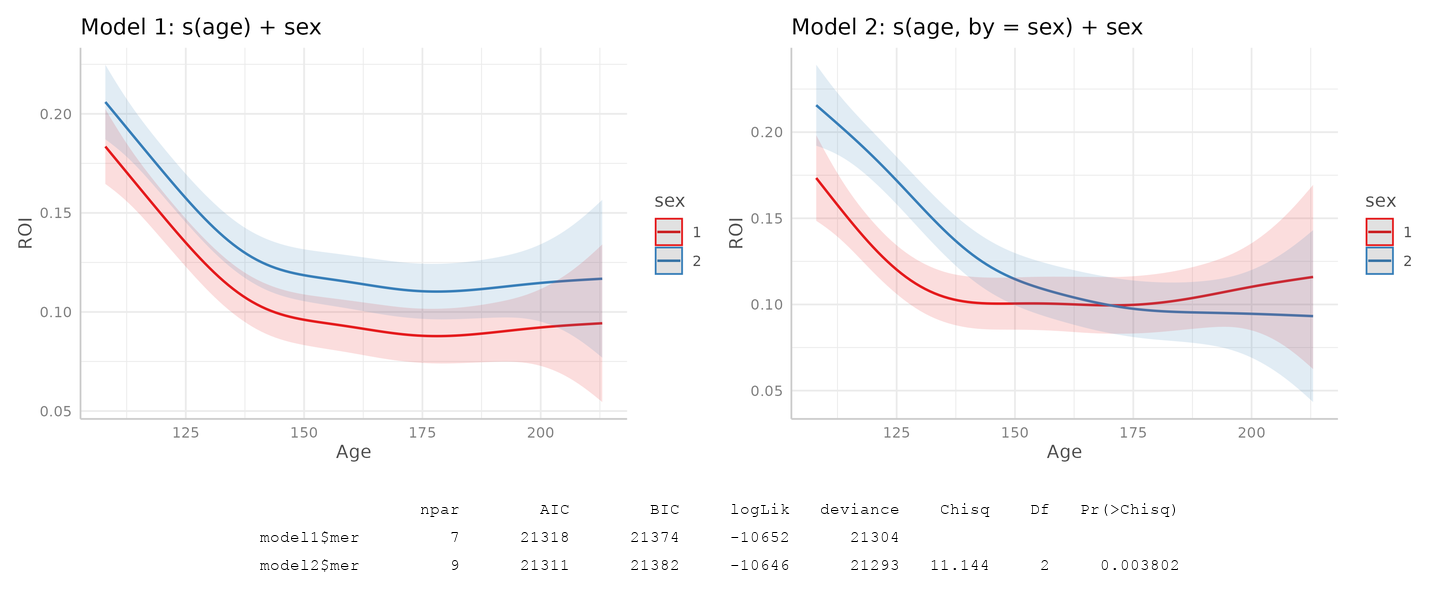 Model 1: s(age) + sex
ROI
0.20
0.15
0.10
0.05
125 150 175 200
Age
sex
1
2
Model 2: s(age, by = sex) + sex
ROI
0.20
0.15
0.10
0.05
125 150 175 200
Age
sex
1
2
npar AIC BIC logLik deviance Chisq Df Pr(>Chisq)
model1$mer 7 21318 21374 -10652 21304
model2$mer 9 21311 21382 -10646 21293 11.144 2 0.003802